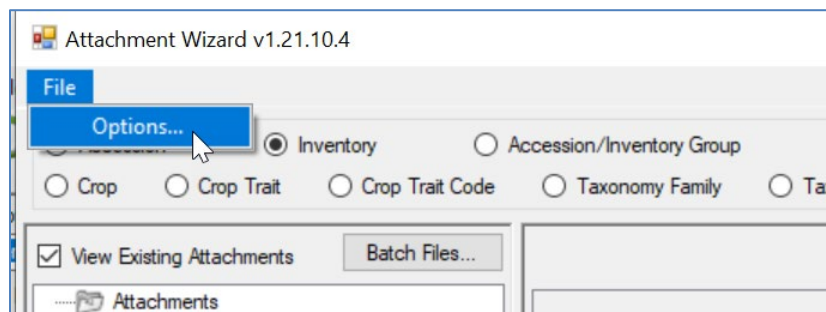 Attachment Wizard v1.21.10.4
File
Options...
Inventory Accession/Inventory Group
Crop Crop Trait Crop Trait Code Taxonomy Family
View Existing Attachments Batch Files...
Attachments